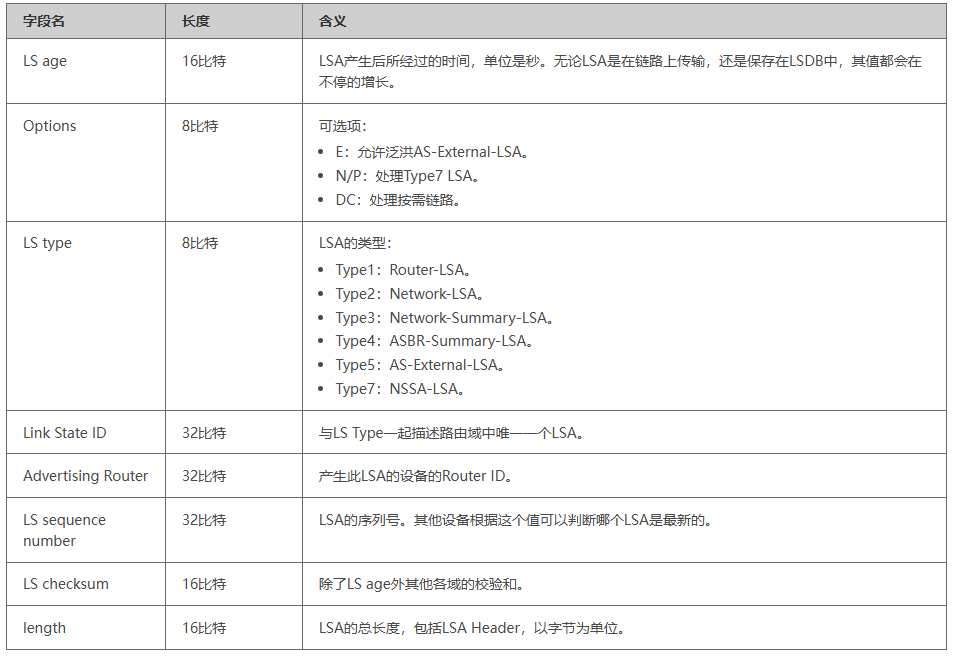 字段名 长度 含义
LS age 16比特 LSA产生后所经过的时间，单位是秒。无论LSA是在链路上传输，还是保存在LSDB中，其值都会在
不停的增长。
Options 8比特 可选项：
• E：允许泛洪AS-External-LSA。
• N/P：处理Type7 LSA。
• DC：处理按需链路。
LS type 8比特 LSA的类型：
• Type1：Router-LSA。
• Type2：Network-LSA。
• Type3：Network-Summary-LSA。
• Type4：ASBR-Summary-LSA。
• Type5：AS-External-LSA。
• Type7：NSSA-LSA。
Link State ID 32比特 与LS Type一起描述路由域中唯一一个LSA。
Advertising Router 32比特 产生此LSA的设备的Router ID。
LS sequence 32比特 LSA的序列号。其他设备根据这个值可以判断哪个LSA是最新的。
number
LS checksum 16比特 除了LS age外其他各域的校验和。
length 16比特 LSA的总长度，包括LSA Header，以字节为单位。